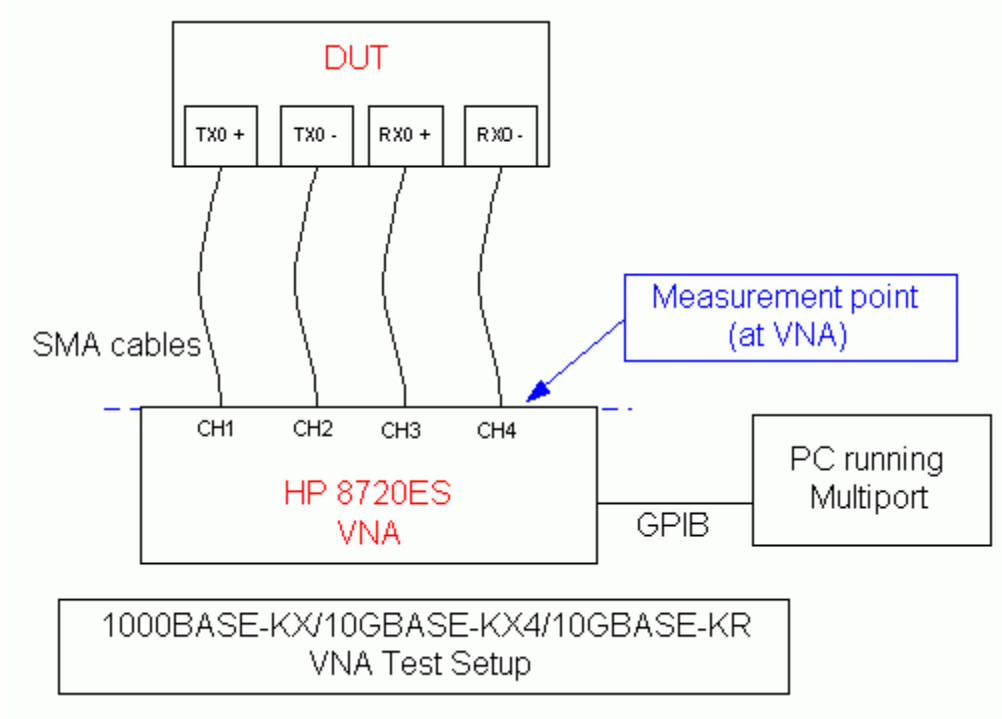 DUT
TX0 +
TX0 -
RX0 +
RX0 -
SMA cables
Measurement point
(at VNA)
CH1
CH2
CH3
CH4
HP 8720ES
VNA
GPIB
PC running
Multiport
1000BASE-KX/10GBASE-KX4/10GBASE-KR
VNA Test Setup